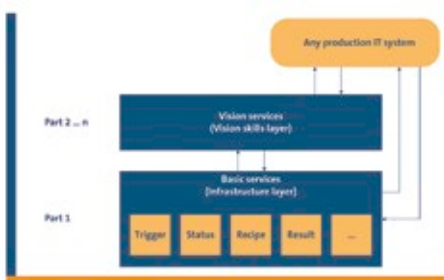 Any production IT system
Part 2 ... n
Vision services
(Vision skills layer)
Basic services
(Infrastructure layer)
Part 1
Trigger
Status
Recipe
Result
...